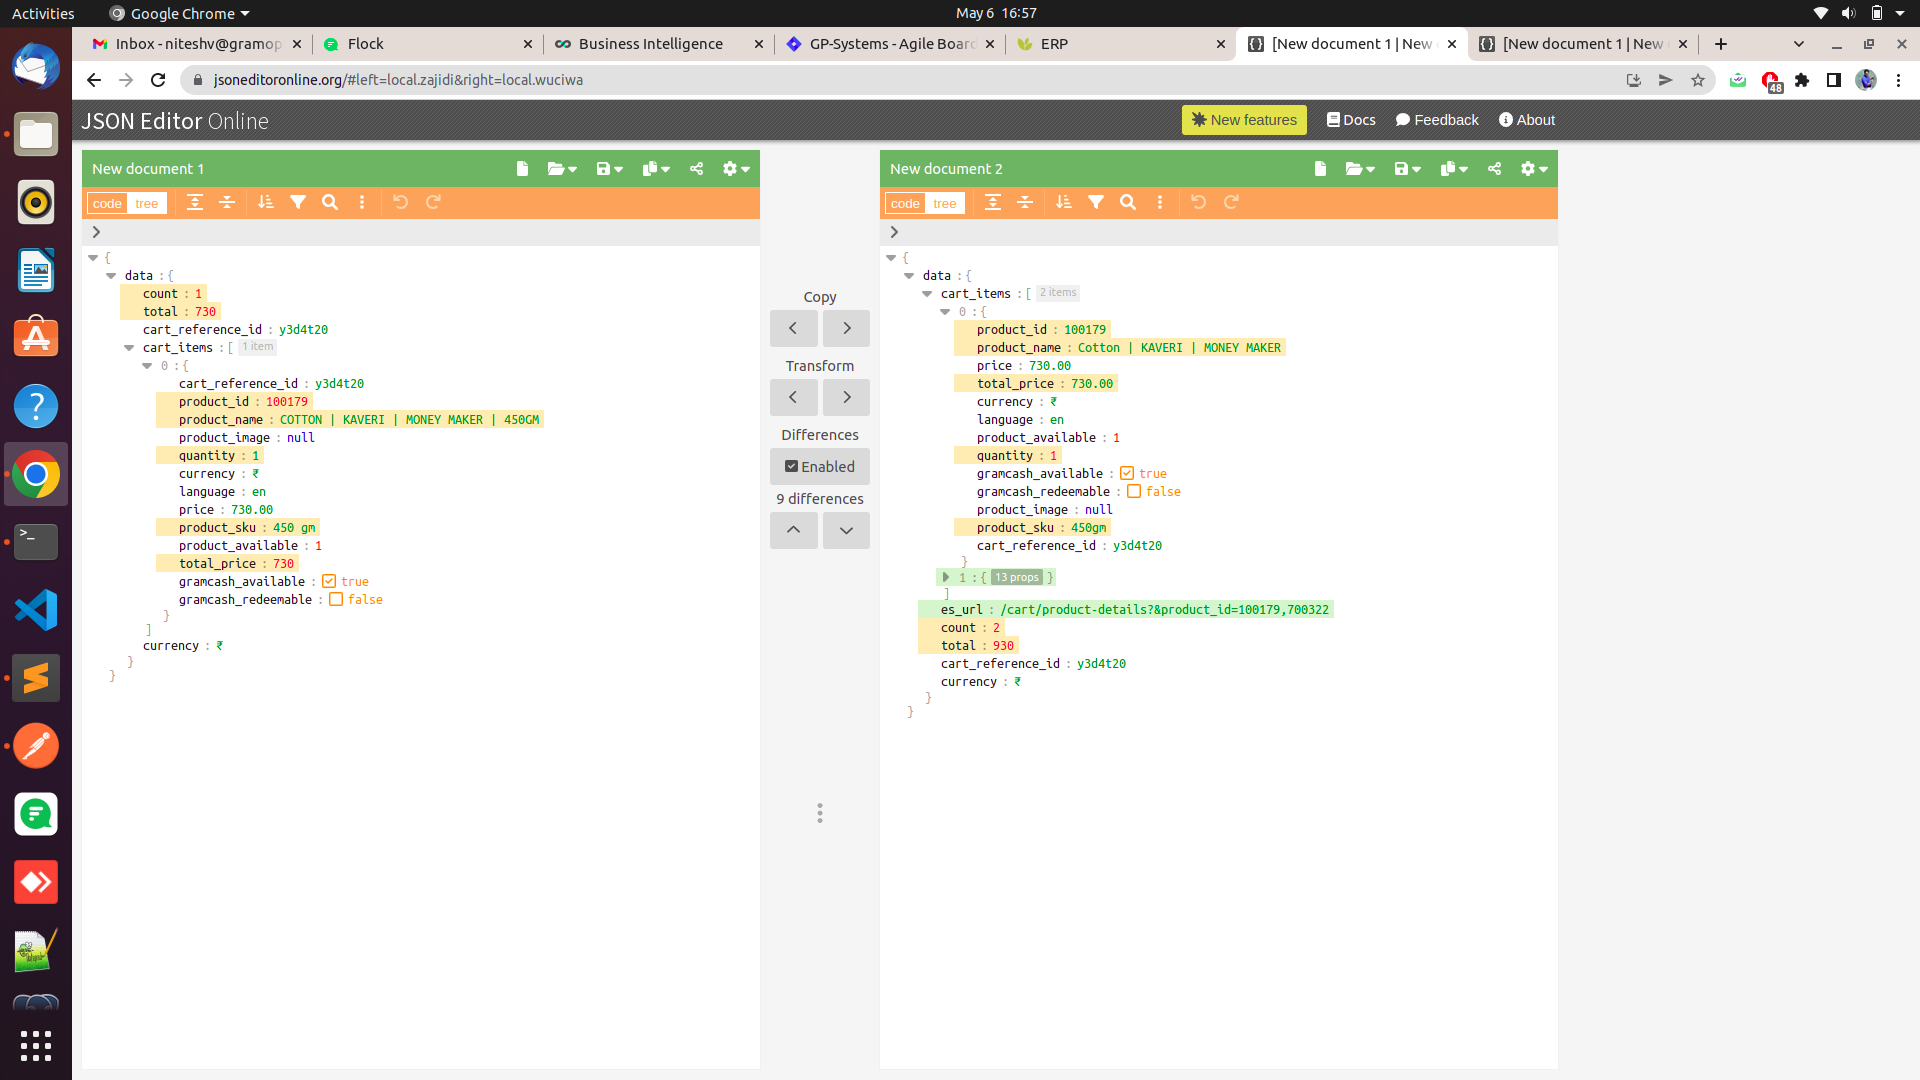 Activities
Google Chrome
May 6 16:57
Inbox - niteshv@gramop
Flock
Business Intelligence
GP-Systems - Agile Board
ERP
[New document 1 | New
[New document 1 | New
jsoneditoronline.org/#left=local.zajidi&right=local.wuciwa
48
JSON Editor Online
New features
Docs
Feedback
About
New document 1
code tree
{
data : {
count : 1
total : 730
cart_reference_id : y3d4t20
cart_items : [ 1 item
0 : {
cart_reference_id : y3d4t20
product_id : 100179
product_name : COTTON | KAVERI | MONEY MAKER | 450GM
product_image : null
quantity : 1
currency : ₹
language : en
price : 730.00
product_sku : 450 gm
product_available : 1
total_price : 730
gramcash_available : true
gramcash_redeemable : false
}
]
currency : ₹
}
}
Copy
Transform
Differences
Enabled
9 differences
New document 2
code tree
{
data : {
cart_items : [ 2 items
0 : {
product_id : 100179
product_name : Cotton | KAVERI | MONEY MAKER
price : 730.00
total_price : 730.00
currency : ₹
language : en
product_available : 1
quantity : 1
gramcash_available : true
gramcash_redeemable : false
product_image : null
product_sku : 450gm
cart_reference_id : y3d4t20
}
1 : { 13 props }
]
es_url : /cart/product-details?&product_id=100179,700322
count : 2
total : 930
cart_reference_id : y3d4t20
currency : ₹
}
}